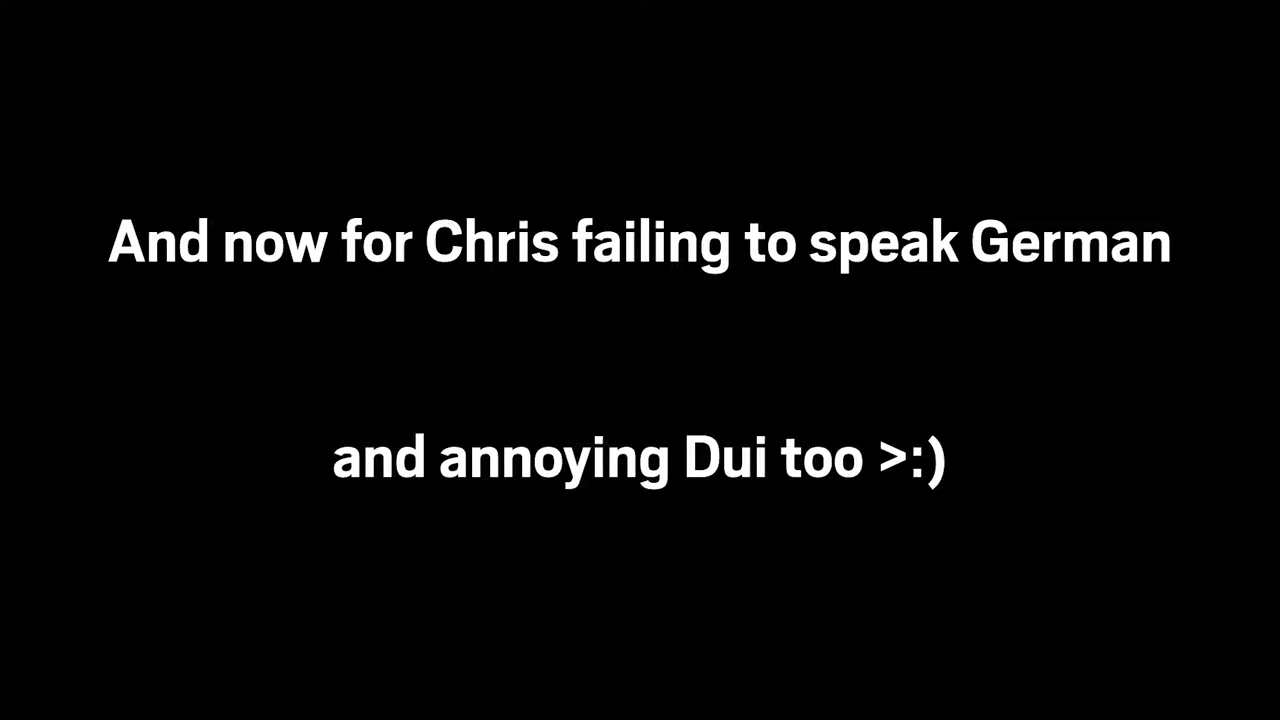 And now for Chris failing to speak German
and annoying Dui too >:)